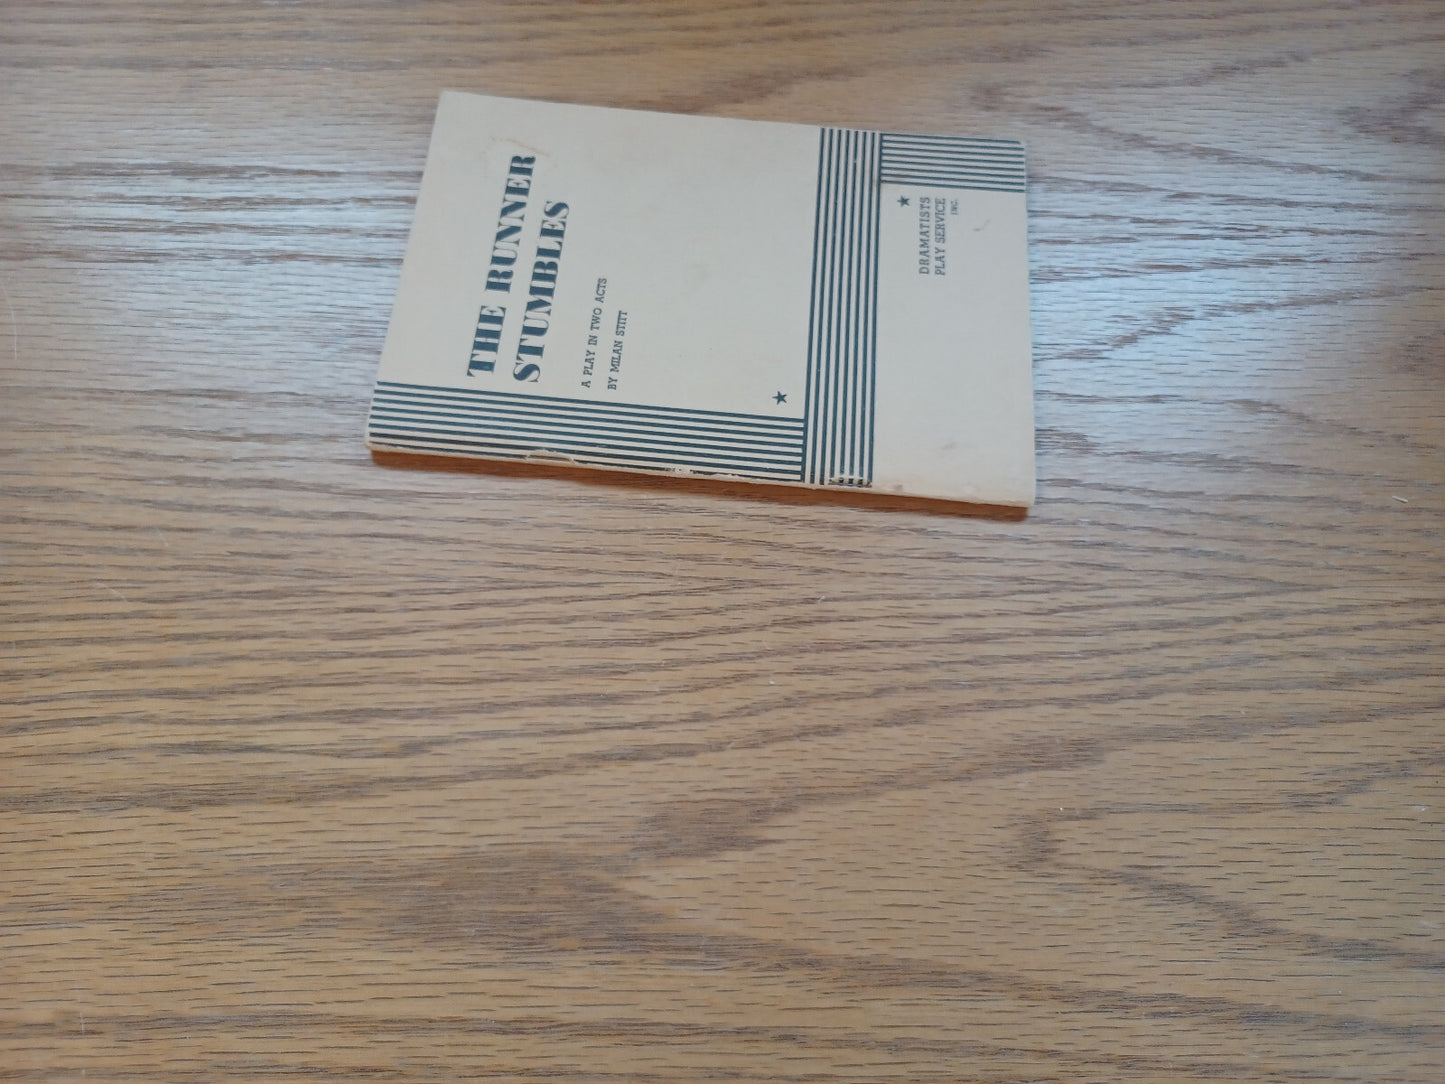 THE RUNNER
STUMBLES
A PLAY IN TWO ACTS
BY MILAN STITT
DRAMATISTS
PLAY SERVICE
INC.